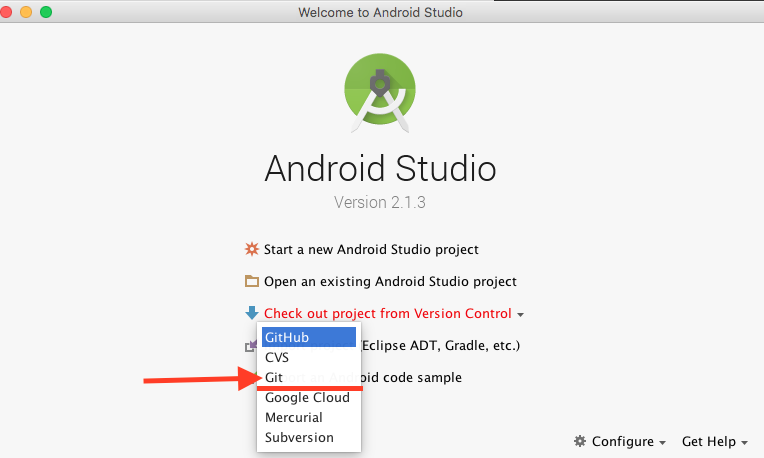 Welcome to Android Studio
Android Studio
Version 2.1.3
Start a new Android Studio project
Open an existing Android Studio project
Check out project from Version Control
GitHub
(Eclipse ADT, Gradle, etc.)
CVS
Git
an Android code sample
Google Cloud
Mercurial
Subversion
Configure
Get Help